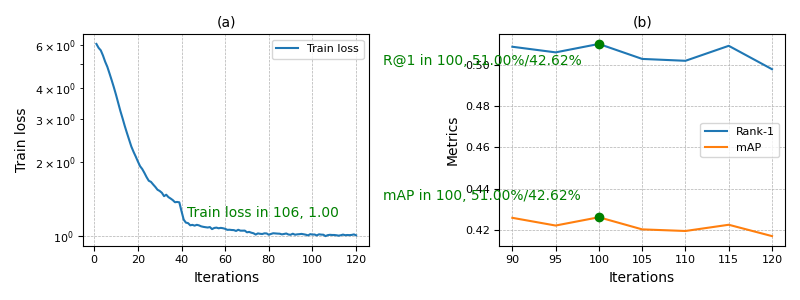 (a)
Train loss
6 × 10⁰
4 × 10⁰
3 × 10⁰
2 × 10⁰
10⁰
Train loss
Train loss in 106, 1.00
0 20 40 60 80 100 120
Iterations
(b)
R@1 in 100, 51.00%/42.62%
mAP in 100, 51.00%/42.62%
Metrics
0.50
0.48
0.46
0.44
0.42
Rank-1
mAP
90 95 100 105 110 115 120
Iterations